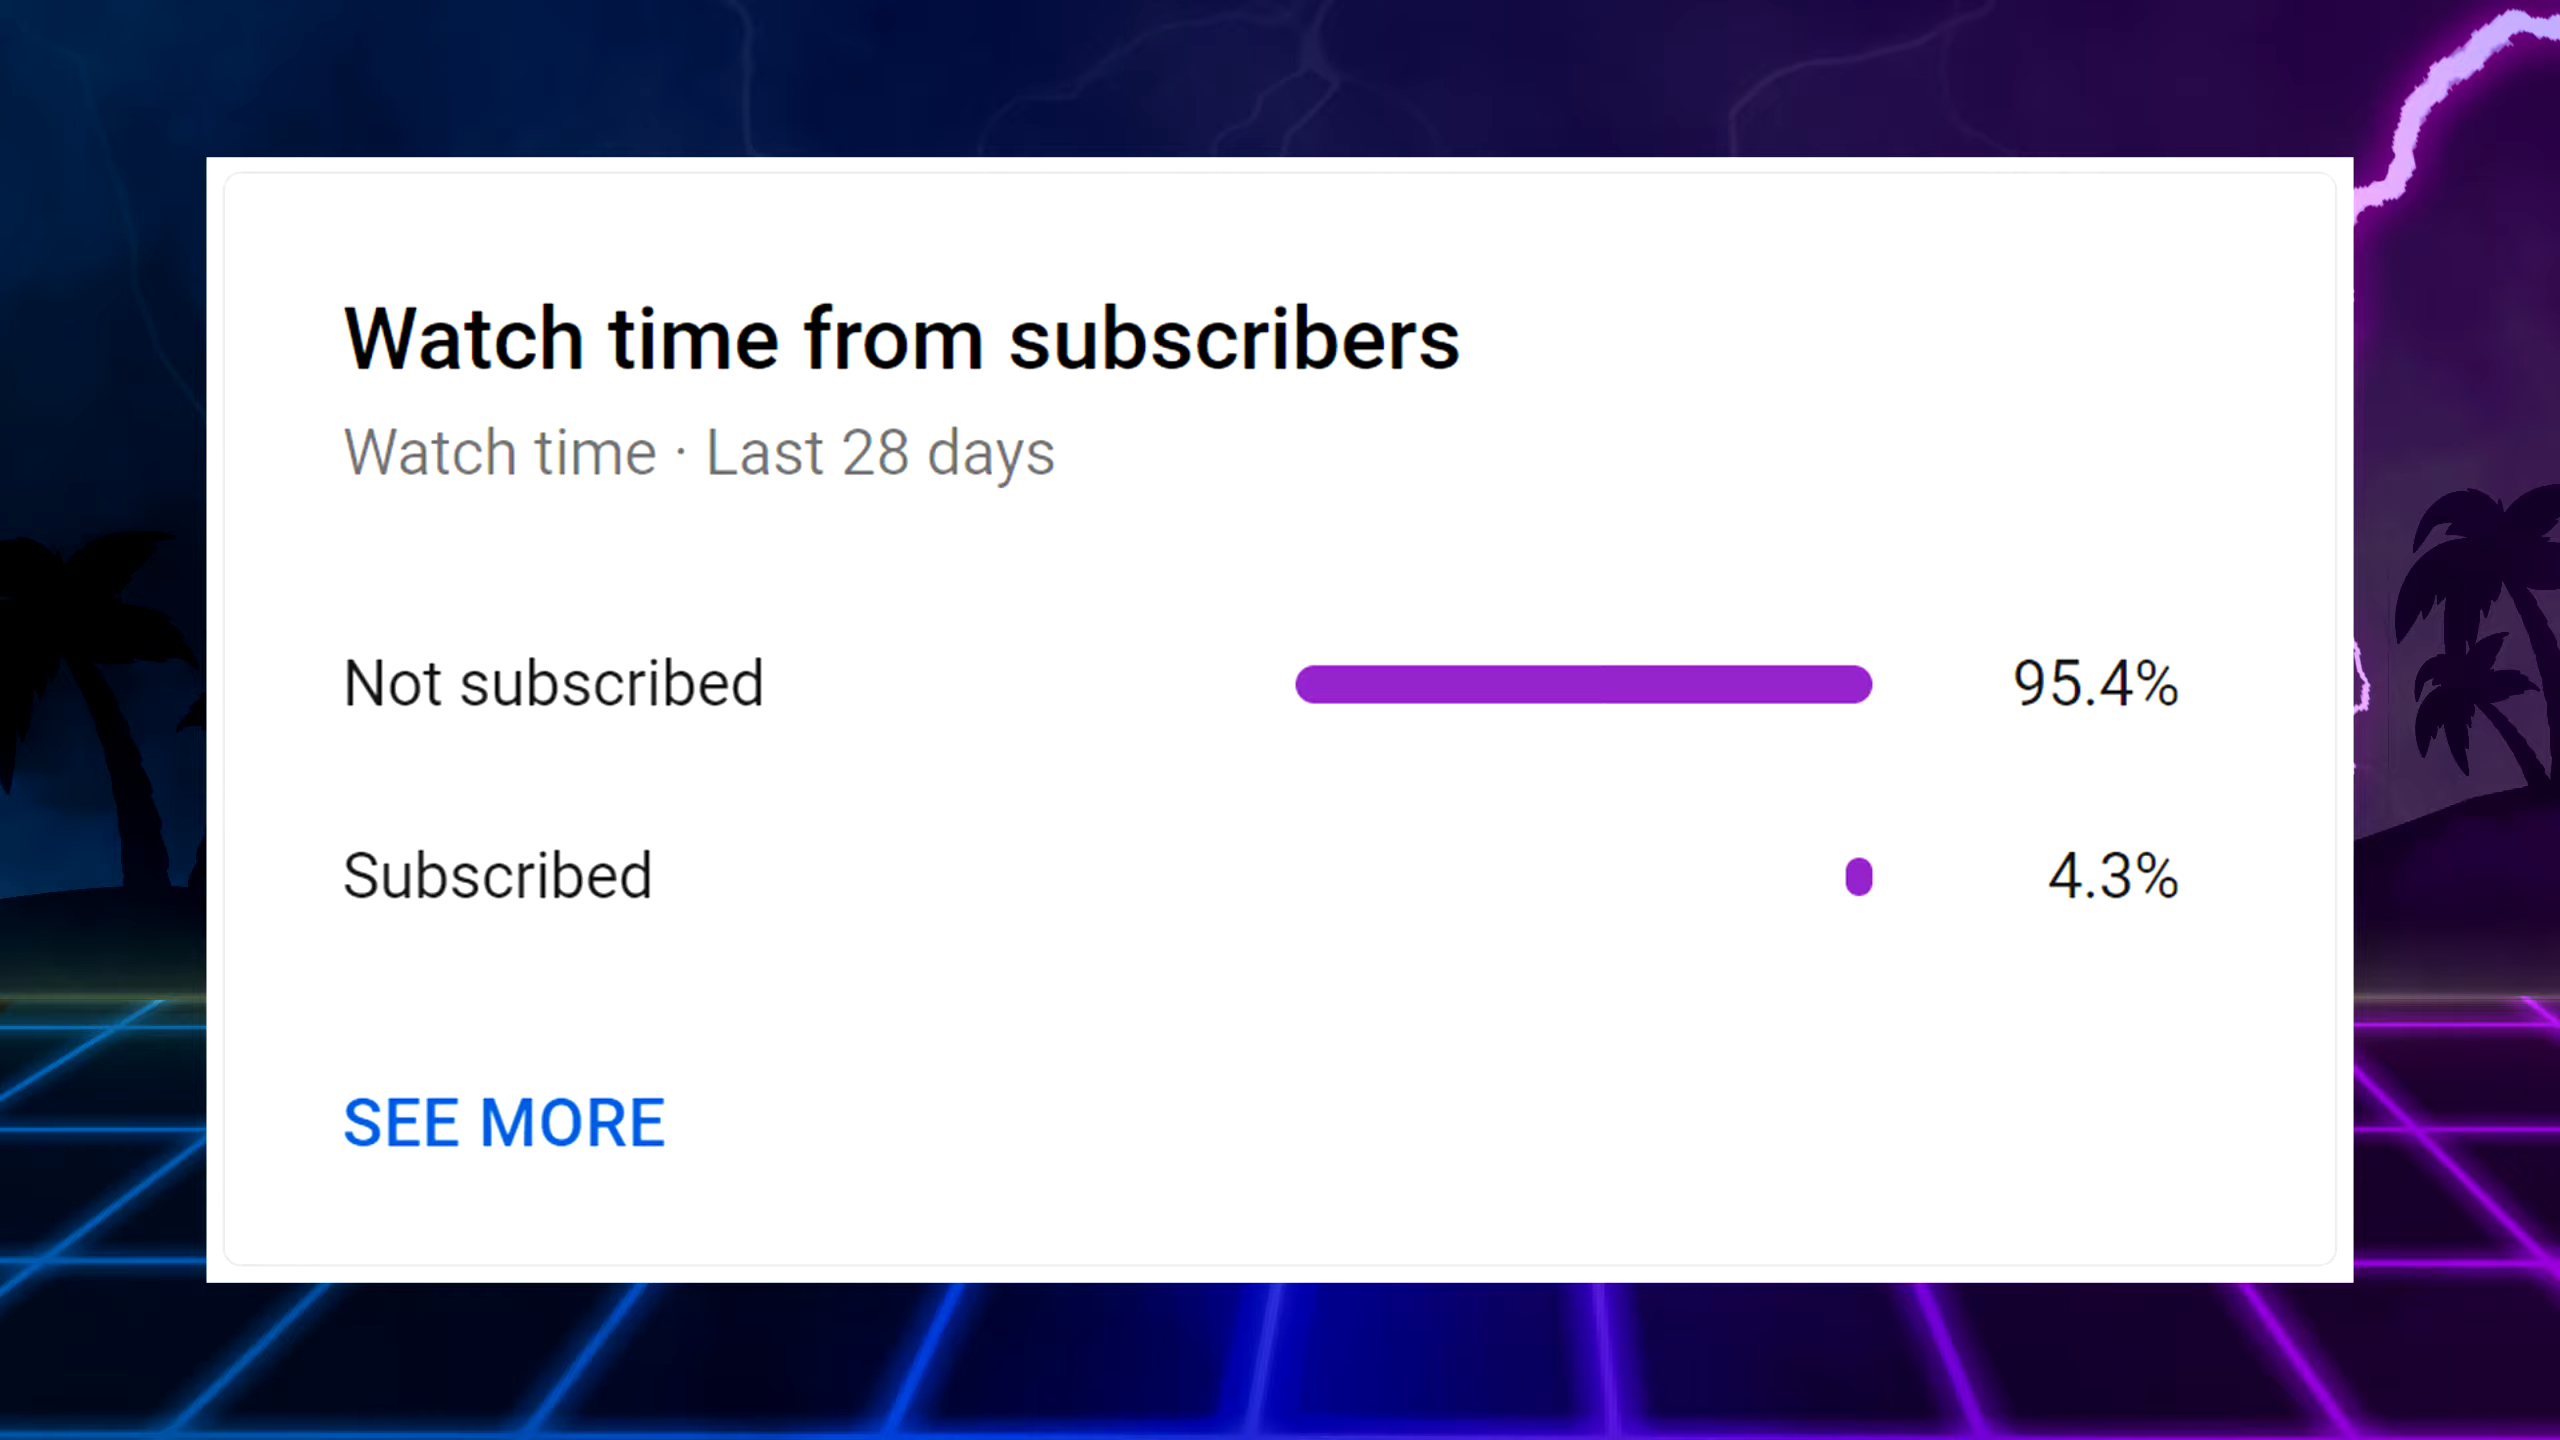 Watch time from subscribers
Watch time · Last 28 days
Not subscribed 95.4%
Subscribed 4.3%
SEE MORE